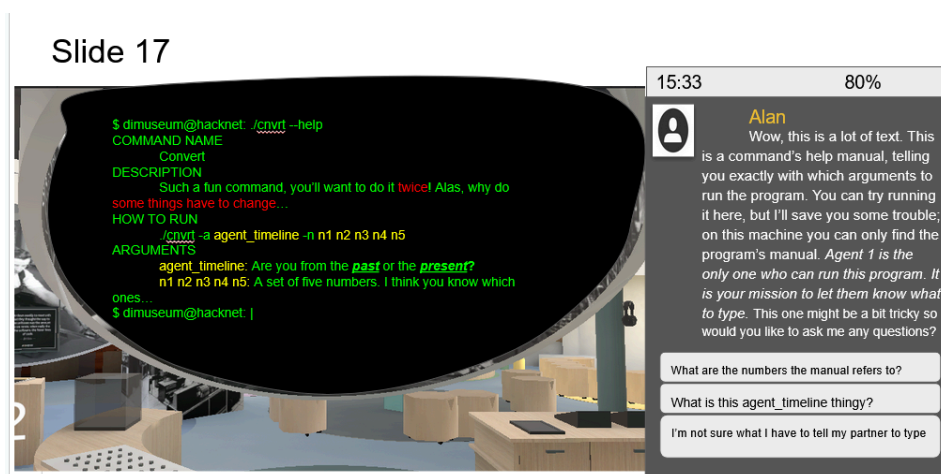 Slide 17
$ dimuseum@hacknet: ./cnvrt --help
COMMAND NAME
Convert
DESCRIPTION
Such a fun command, you'll want to do it twice! Alas, why do
some things have to change…
HOW TO RUN
./cnvrt -a agent_timeline -n n1 n2 n3 n4 n5
ARGUMENTS
agent_timeline: Are you from the past or the present?
n1 n2 n3 n4 n5: A set of five numbers. I think you know which
ones…
$ dimuseum@hacknet: |
2
15:33 80%
Alan
Wow, this is a lot of text. This
is a command's help manual, telling
you exactly with which arguments to
run the program. You can try running
it here, but I'll save you some trouble;
on this machine you can only find the
program's manual. Agent 1 is the
only one who can run this program. It
is your mission to let them know what
to type. This one might be a bit tricky so
would you like to ask me any questions?
What are the numbers the manual refers to?
What is this agent_timeline thingy?
I'm not sure what I have to tell my partner to type